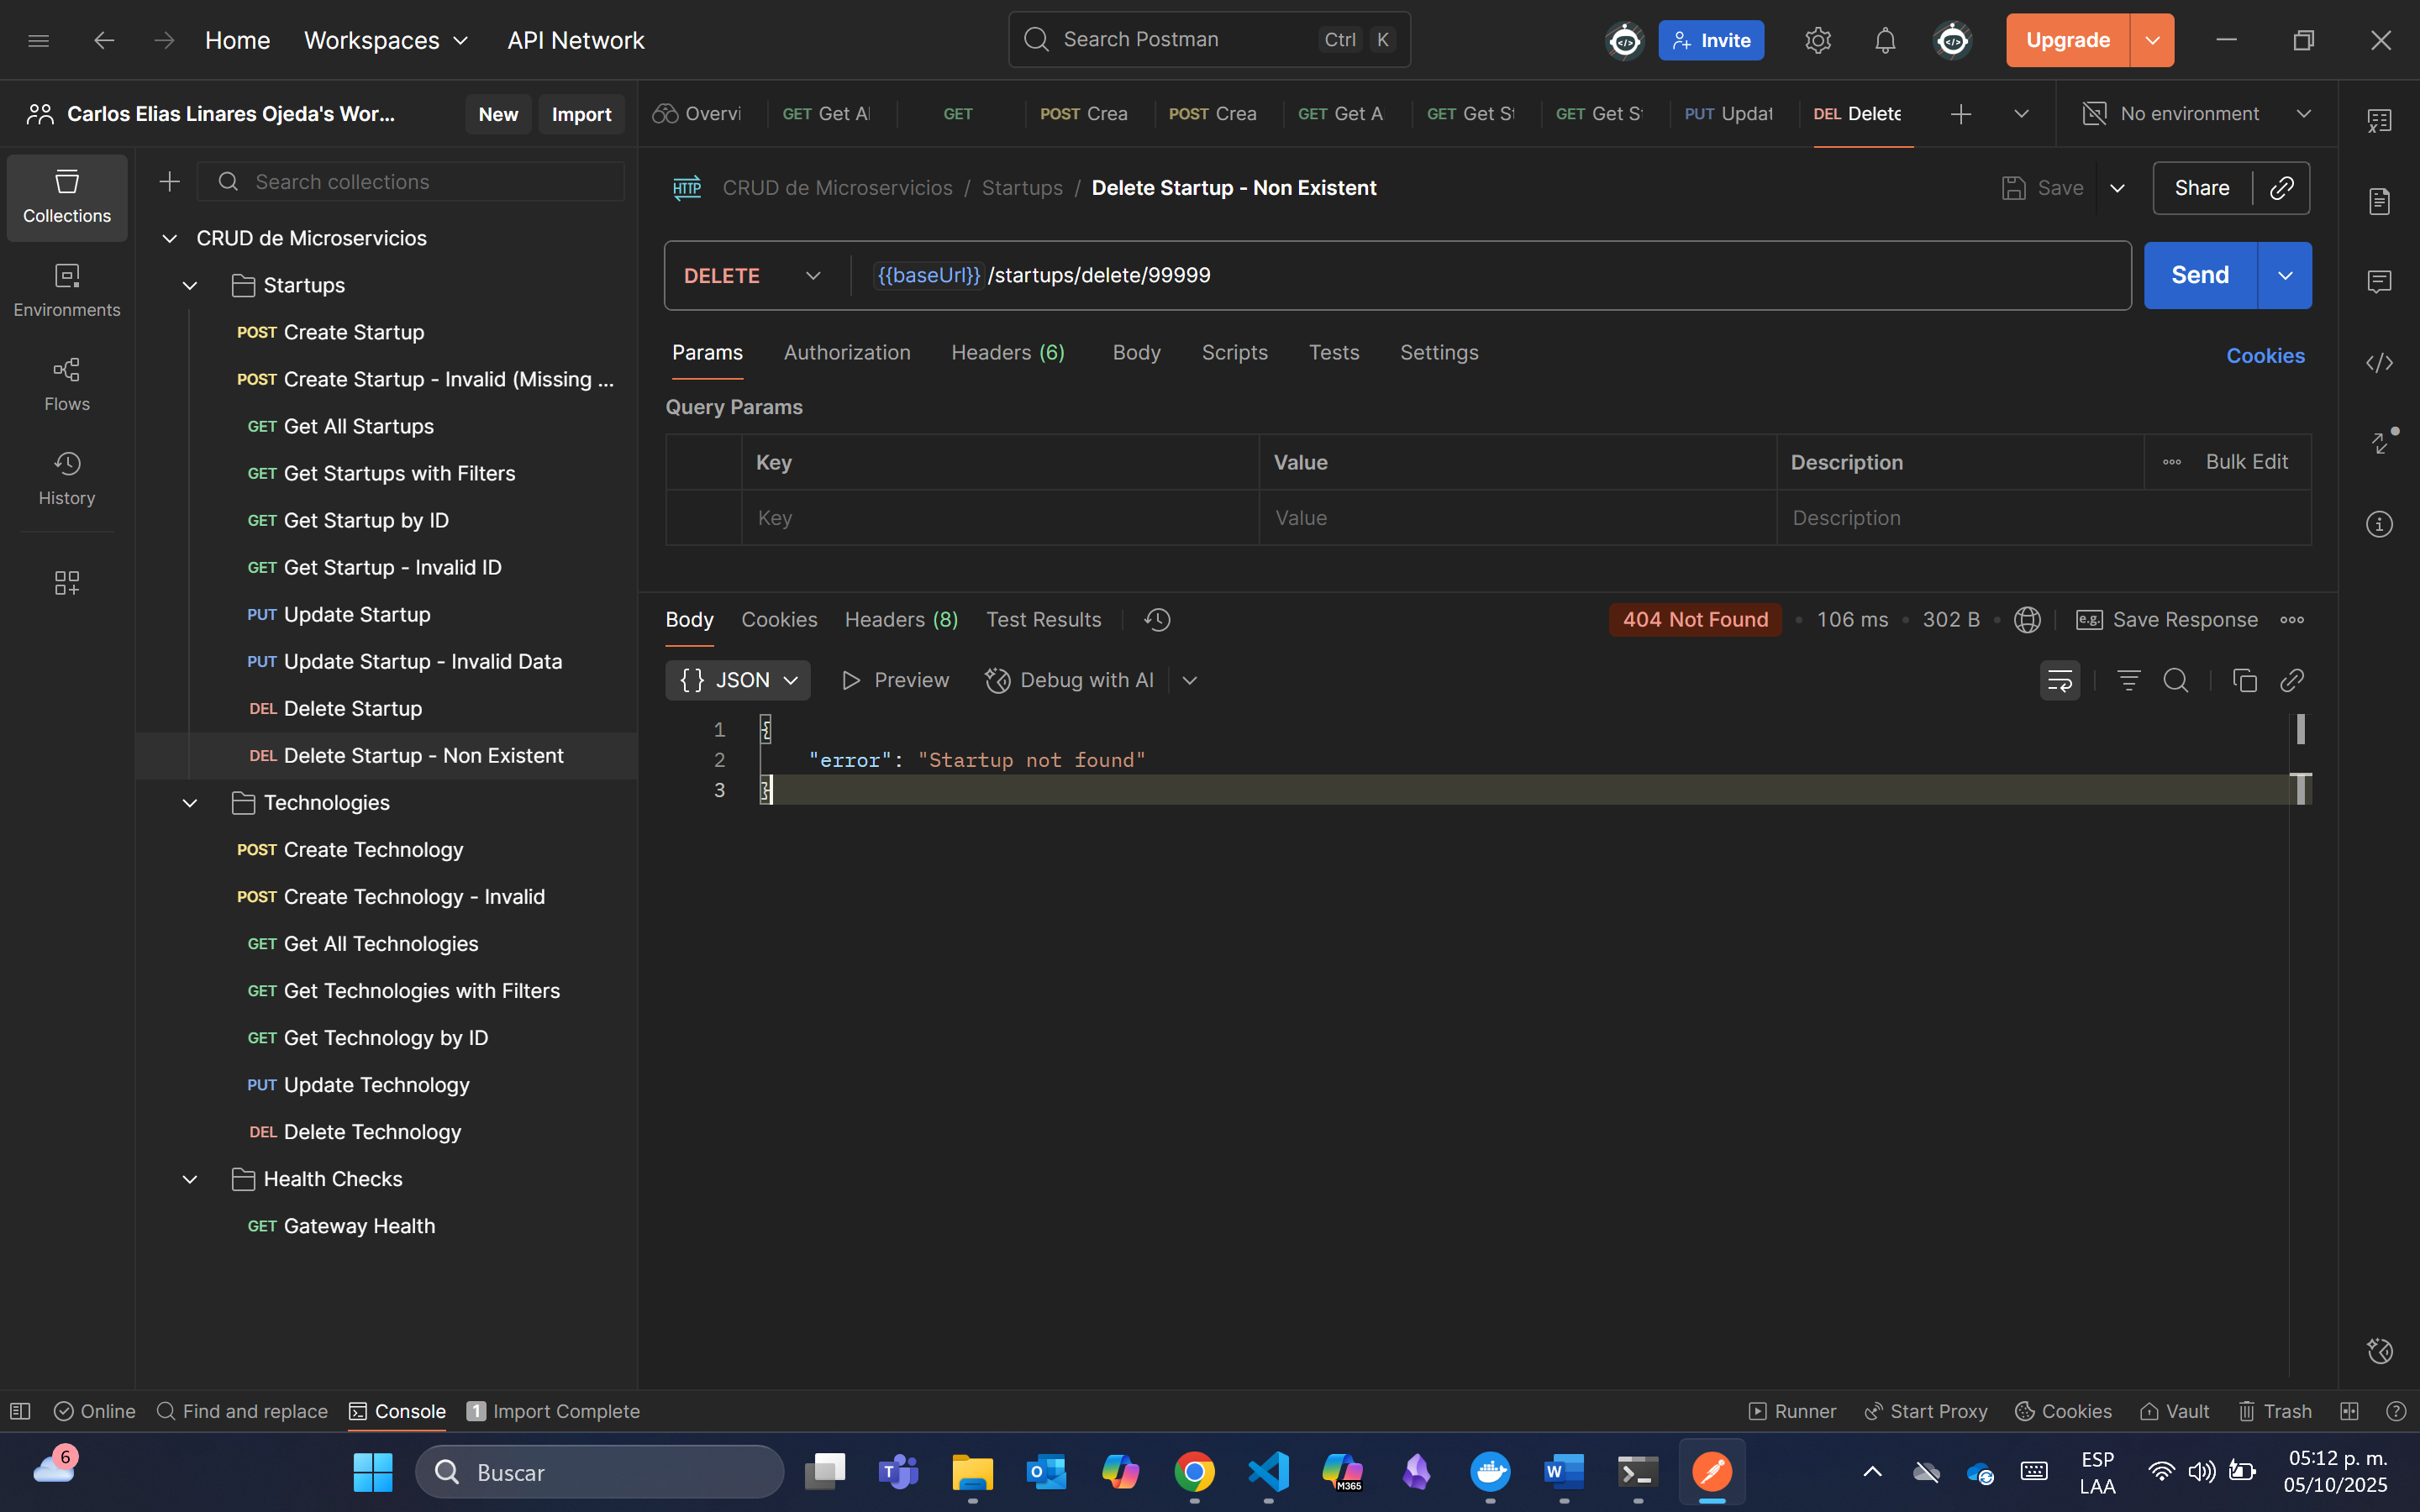 Home
Workspaces
API Network
Search Postman
Ctrl K
Invite
Upgrade
Carlos Elias Linares Ojeda's Wor...
New
Import
Overvi
GET Get Al
GET
POST Crea
POST Crea
GET Get A
GET Get St
GET Get St
PUT Updat
DEL Delete
No environment
Collections
Environments
Flows
History
Search collections
CRUD de Microservicios
Startups
POST Create Startup
POST Create Startup - Invalid (Missing ...
GET Get All Startups
GET Get Startups with Filters
GET Get Startup by ID
GET Get Startup - Invalid ID
PUT Update Startup
PUT Update Startup - Invalid Data
DEL Delete Startup
DEL Delete Startup - Non Existent
Technologies
POST Create Technology
POST Create Technology - Invalid
GET Get All Technologies
GET Get Technologies with Filters
GET Get Technology by ID
PUT Update Technology
DEL Delete Technology
Health Checks
GET Gateway Health
HTTP CRUD de Microservicios / Startups / Delete Startup - Non Existent
Save
Share
DELETE {{baseUrl}}/startups/delete/99999
Send
Params Authorization Headers (6) Body Scripts Tests Settings
Cookies
Query Params
Key Value Description Bulk Edit
Key Value Description
Body Cookies Headers (8) Test Results
404 Not Found • 106 ms • 302 B
e.g. Save Response
{} JSON Preview Debug with AI
1 {
2 "error": "Startup not found"
3 }
Online
Find and replace
Console
1 Import Complete
Runner
Start Proxy
Cookies
Vault
Trash
6
Buscar
M365
ESP
LAA
05:12 p. m.
05/10/2025